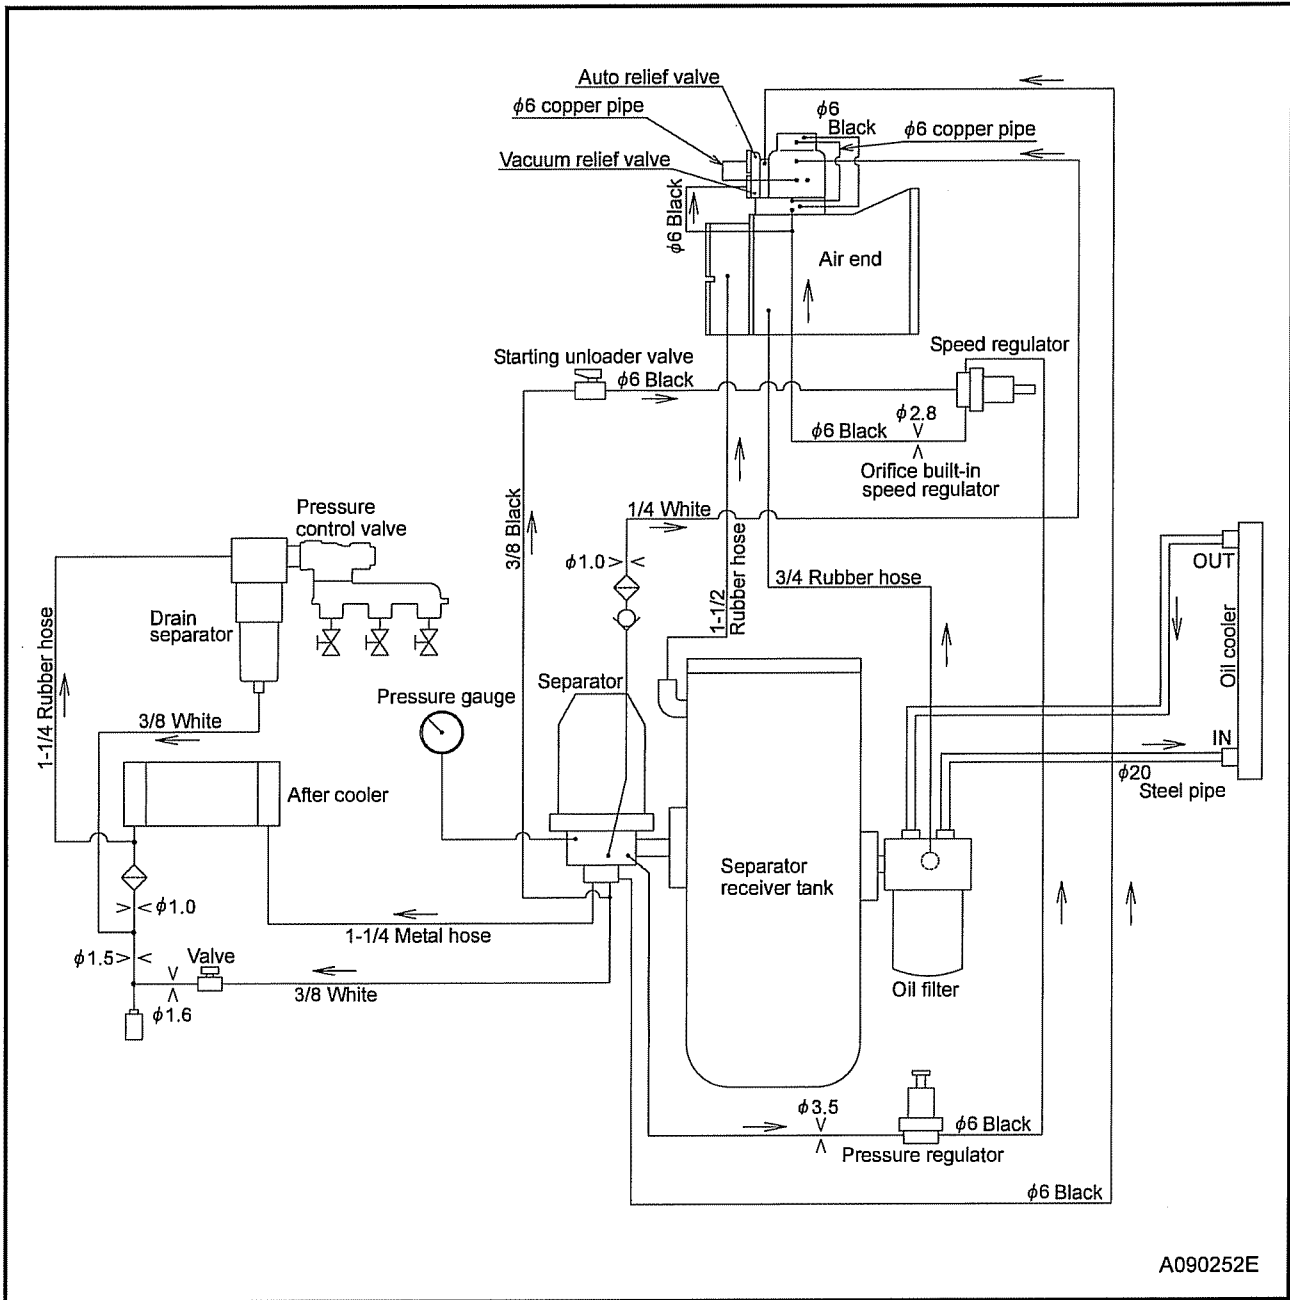 Auto relief valve
ϕ6 copper pipe
Vacuum relief valve
ϕ6
Black
ϕ6 copper pipe
ϕ6 Black
Air end
Speed regulator
Starting unloader valve
ϕ6 Black
ϕ2.8
ϕ6 Black
Orifice built-in
speed regulator
Pressure
control valve
3/8 Black
1/4 White
ϕ1.0
1-1/2
Rubber hose
3/4 Rubber hose
OUT
Oil cooler
IN
ϕ20
Steel pipe
1-1/4 Rubber hose
Drain
separator
Pressure gauge
Separator
3/8 White
After cooler
Separator
receiver tank
ϕ1.0
1-1/4 Metal hose
ϕ1.5
Valve
3/8 White
ϕ1.6
Oil filter
ϕ3.5
ϕ6 Black
Pressure regulator
ϕ6 Black
A090252E